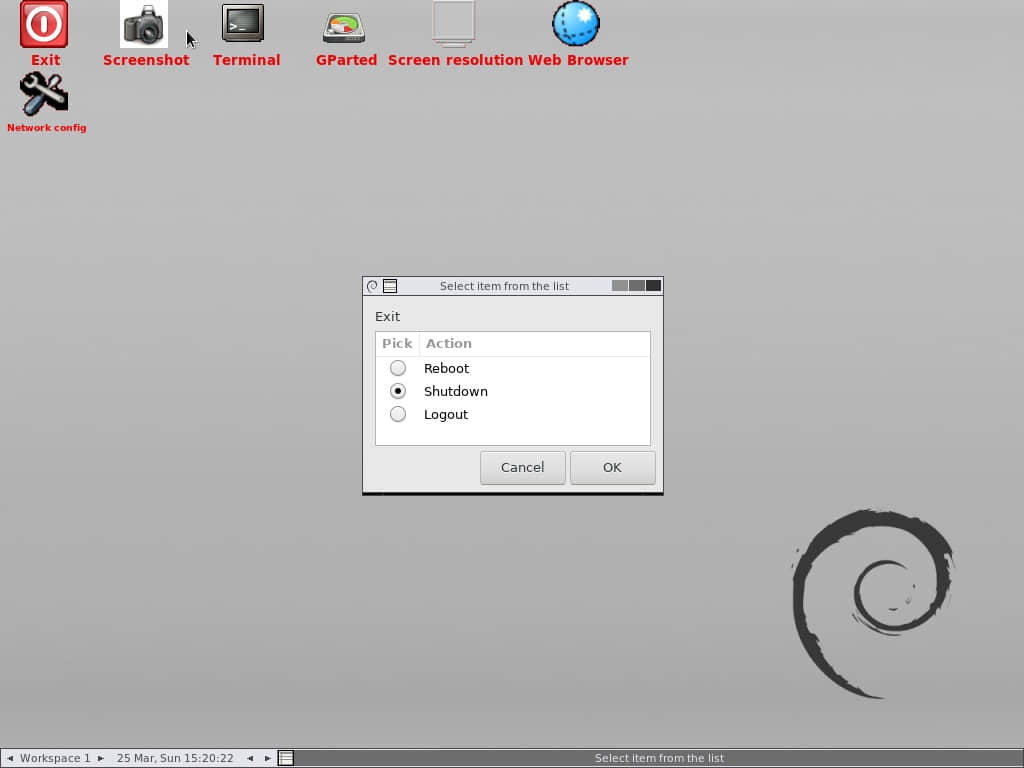 Exit
Screenshot
Terminal
GParted
Screen resolution
Web Browser
Network config
Select item from the list
Exit
Pick Action
Reboot
Shutdown
Logout
Cancel OK
Workspace 1 25 Mar, Sun 15:20:22 Select item from the list